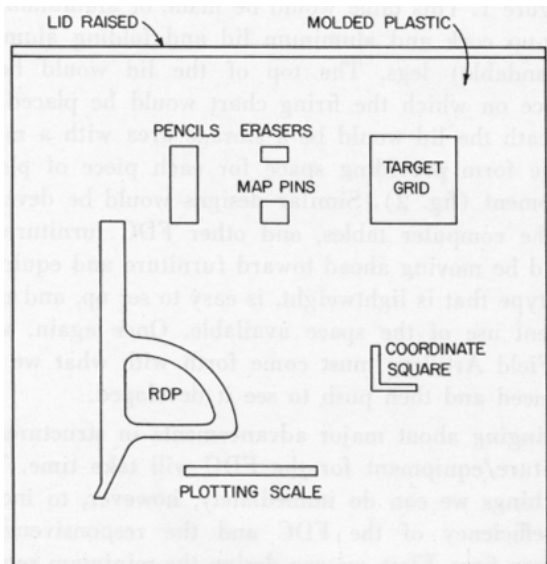 LID RAISED
MOLDED PLASTIC
PENCILS
ERASERS
MAP PINS
TARGET
GRID
COORDINATE
SQUARE
RDP
PLOTTING SCALE